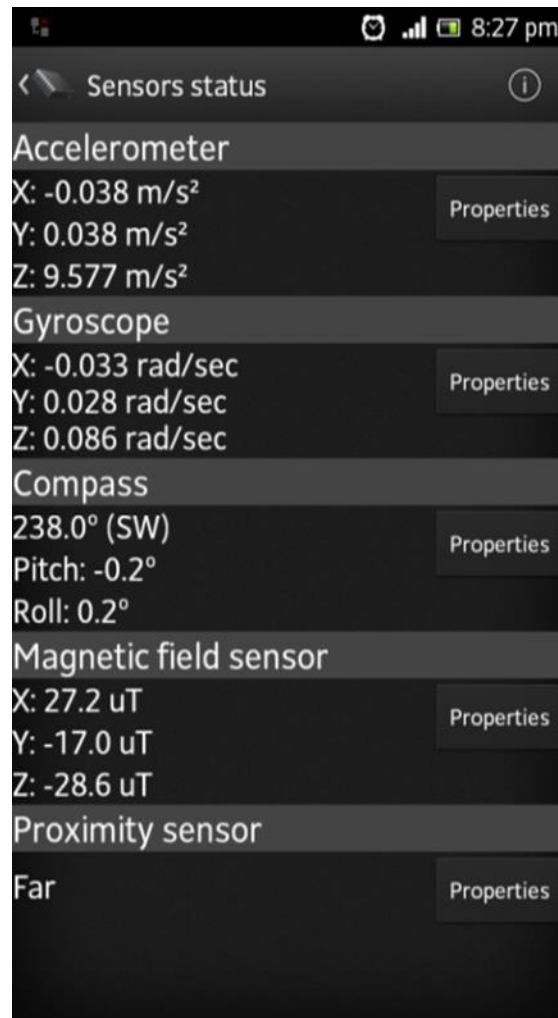 8:27 pm
Sensors status
Accelerometer
X: -0.038 m/s²
Y: 0.038 m/s²
Z: 9.577 m/s²
Properties
Gyroscope
X: -0.033 rad/sec
Y: 0.028 rad/sec
Z: 0.086 rad/sec
Properties
Compass
238.0° (SW)
Pitch: -0.2°
Roll: 0.2°
Properties
Magnetic field sensor
X: 27.2 uT
Y: -17.0 uT
Z: -28.6 uT
Properties
Proximity sensor
Far
Properties